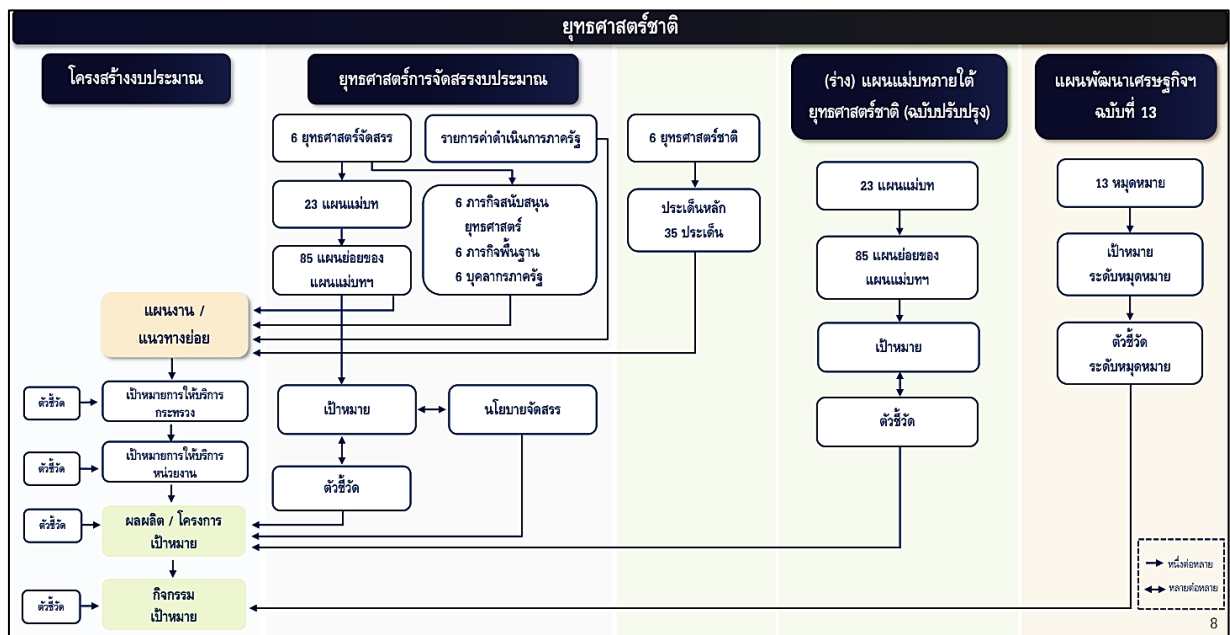 ยุทธศาสตร์ชาติ
โครงสร้างงบประมาณ
ยุทธศาสตร์การจัดสรรงบประมาณ
(ร่าง) แผนแม่บทภายใต้
ยุทธศาสตร์ชาติ (ฉบับปรับปรุง)
แผนพัฒนาเศรษฐกิจฯ
ฉบับที่ 13
6 ยุทธศาสตร์จัดสรร
รายการค่าดำเนินการภาครัฐ
6 ยุทธศาสตร์ชาติ
23 แผนแม่บท
6 ภารกิจสนับสนุน
ยุทธศาสตร์
6 ภารกิจพื้นฐาน
6 บุคลากรภาครัฐ
85 แผนย่อยของ
แผนแม่บทฯ
ประเด็นหลัก
35 ประเด็น
23 แผนแม่บท
85 แผนย่อยของ
แผนแม่บทฯ
เป้าหมาย
ตัวชี้วัด
13 หมุดหมาย
เป้าหมาย
ระดับหมุดหมาย
ตัวชี้วัด
ระดับหมุดหมาย
แผนงาน /
แนวทางย่อย
ตัวชี้วัด
เป้าหมายการให้บริการ
กระทรวง
เป้าหมาย
นโยบายจัดสรร
ตัวชี้วัด
เป้าหมายการให้บริการ
หน่วยงาน
ตัวชี้วัด
ตัวชี้วัด
ผลผลิต / โครงการ
เป้าหมาย
ตัวชี้วัด
กิจกรรม
เป้าหมาย
หนึ่งต่อหลาย
หลายต่อหลาย
8